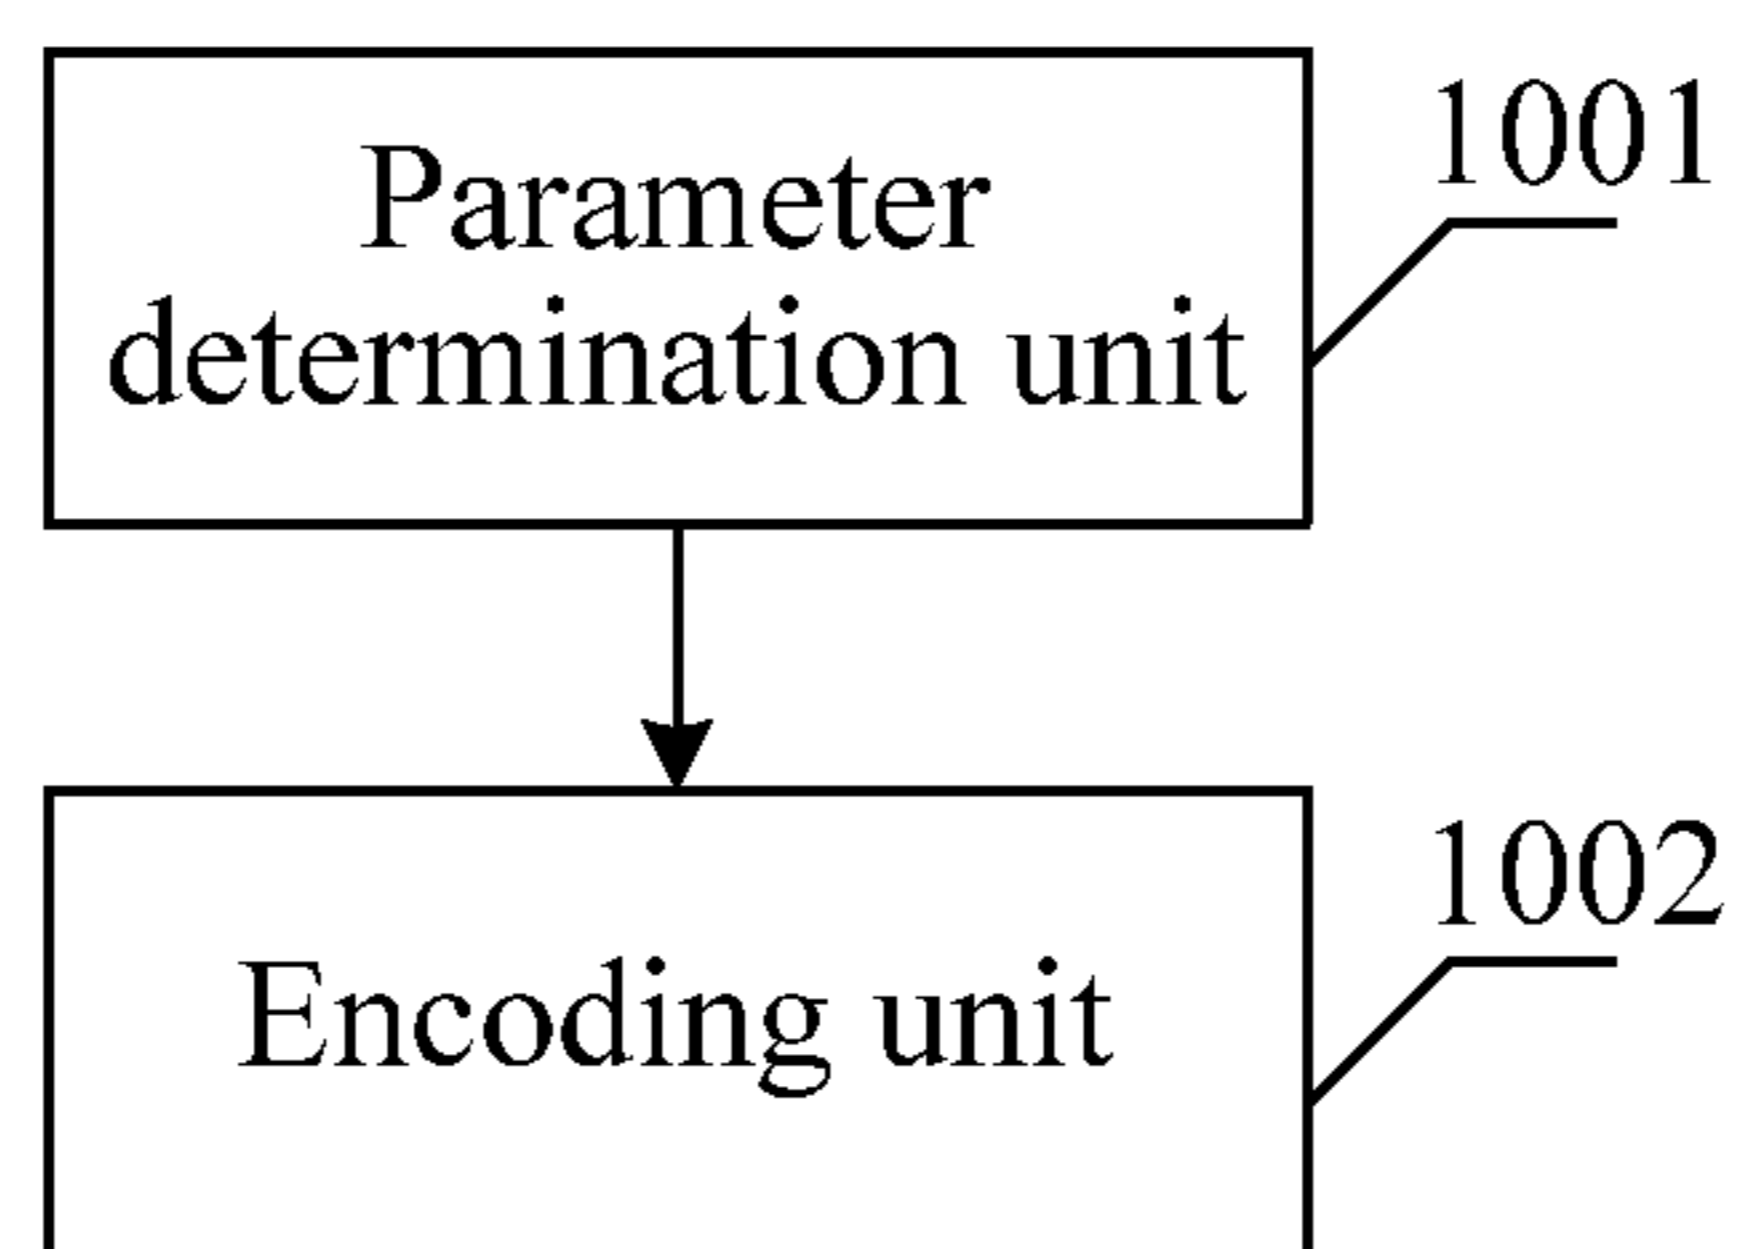 1001
Parameter
determination unit
1002
Encoding unit